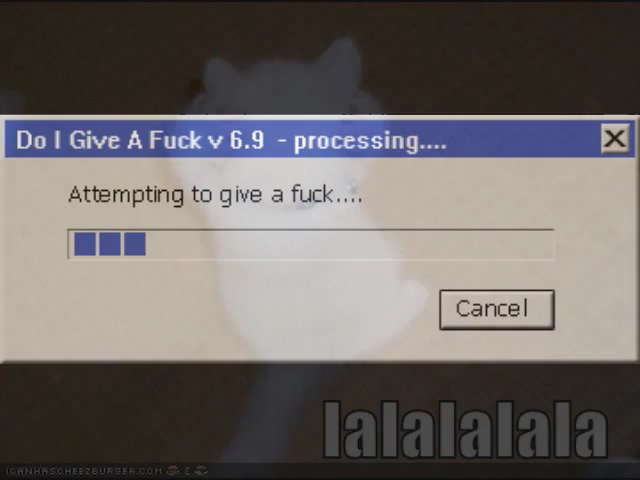 Do I Give A Fuck v 6.9 - processing....
Attempting to give a fuck....
Cancel
lalalalala
ICANHASCHEEZBURGER.COM